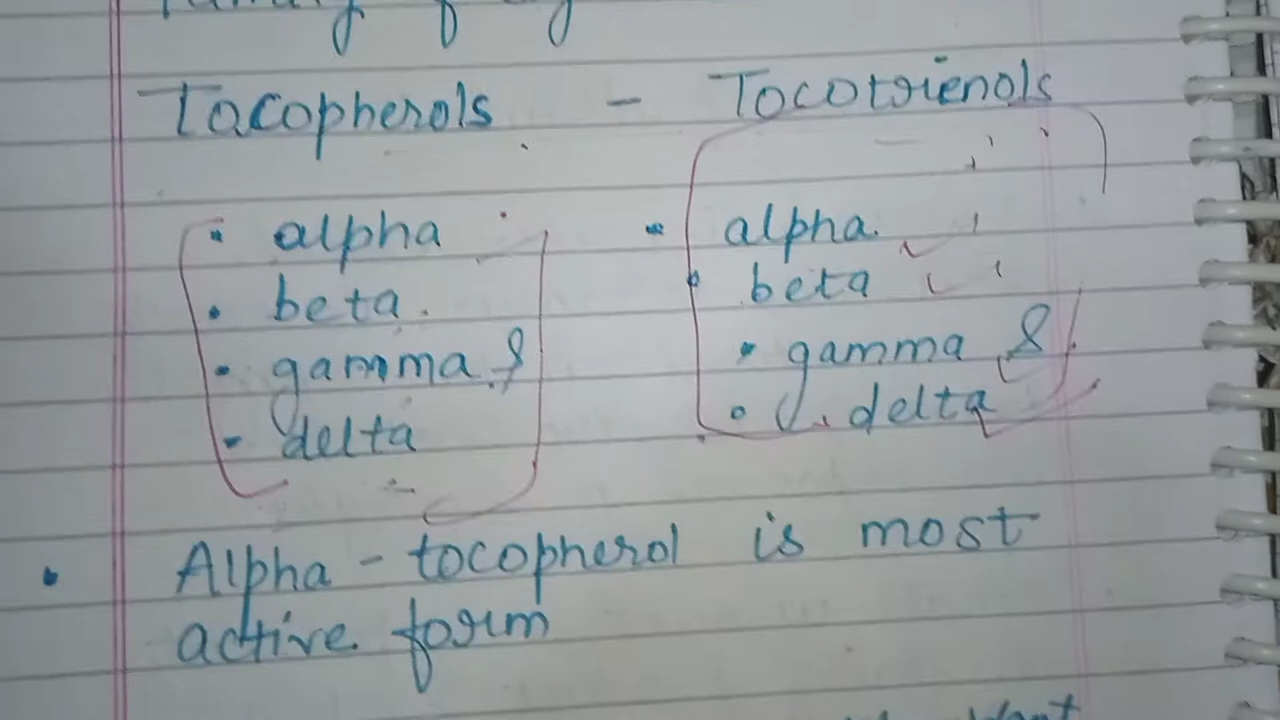 Tocopherols - Tocotrienols
• alpha • alpha.
• beta. • beta
• gamma & • gamma &
• delta • delta
• Alpha - tocopherol is most
active form